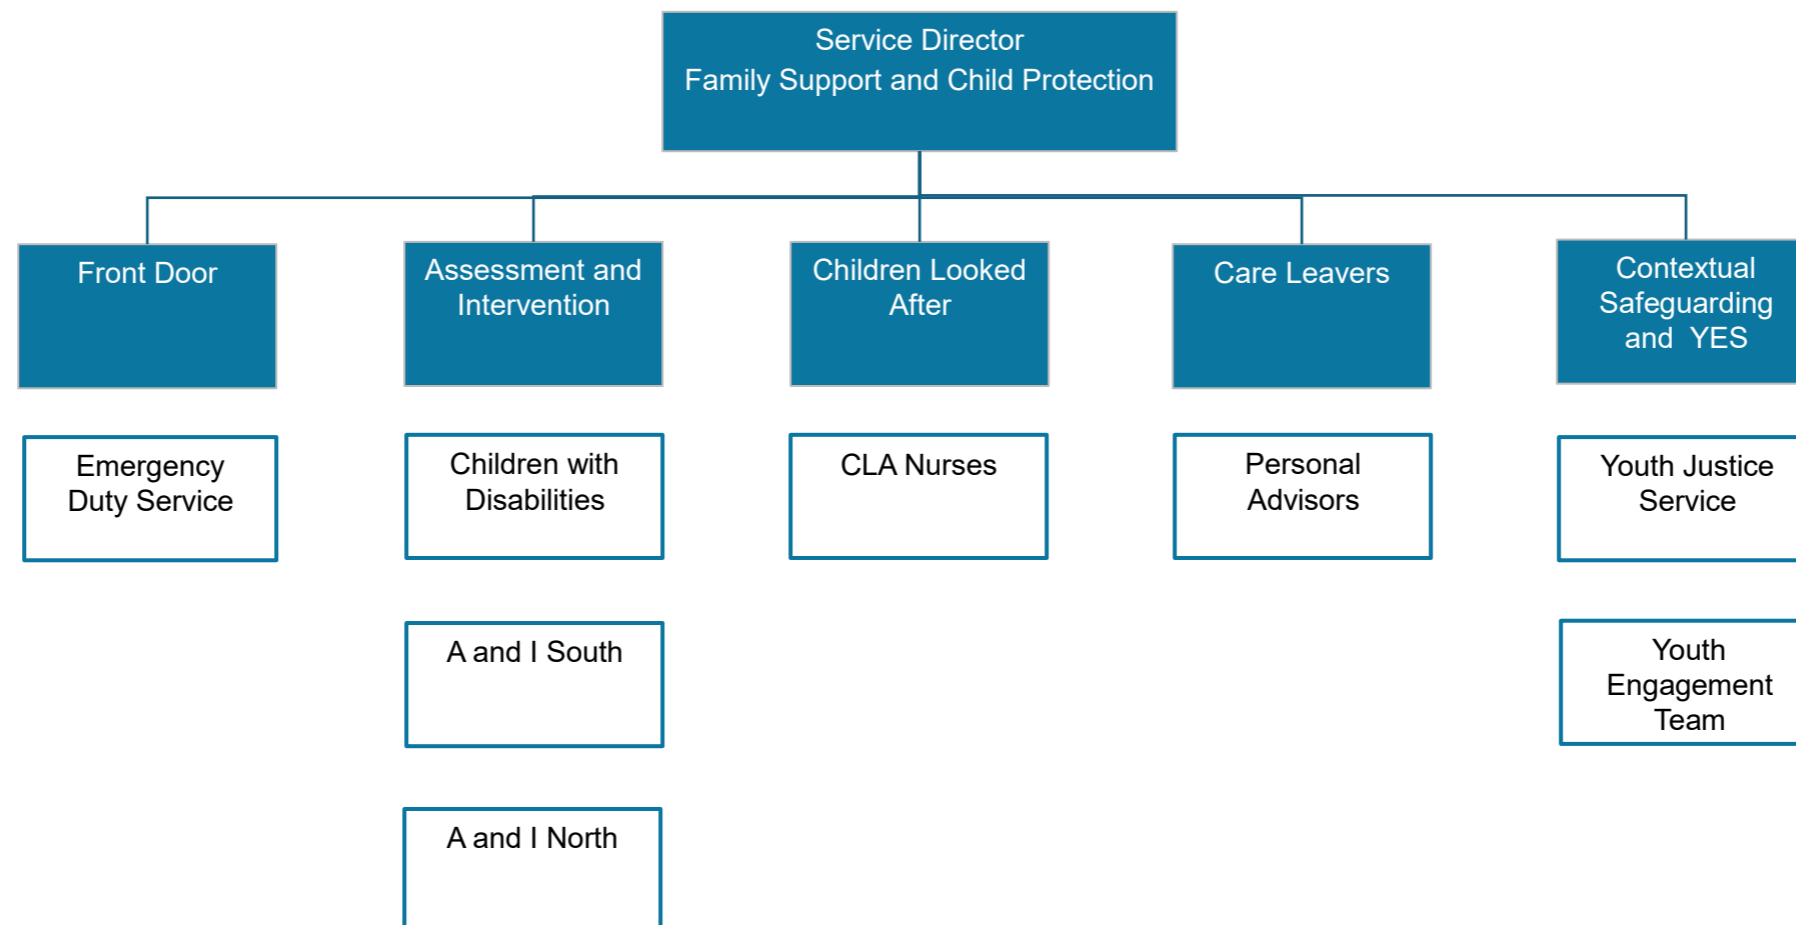 Service Director
Family Support and Child Protection
Front Door
Assessment and
Intervention
Children Looked
After
Care Leavers
Contextual
Safeguarding
and YES
Emergency
Duty Service
Children with
Disabilities
CLA Nurses
Personal
Advisors
Youth Justice
Service
A and I South
Youth
Engagement
Team
A and I North